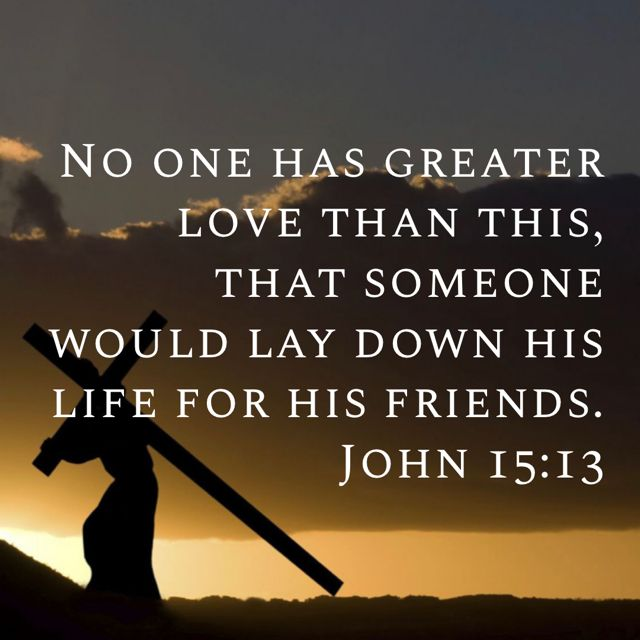 No one has greater
love than this,
that someone
would lay down his
life for his friends.
John 15:13